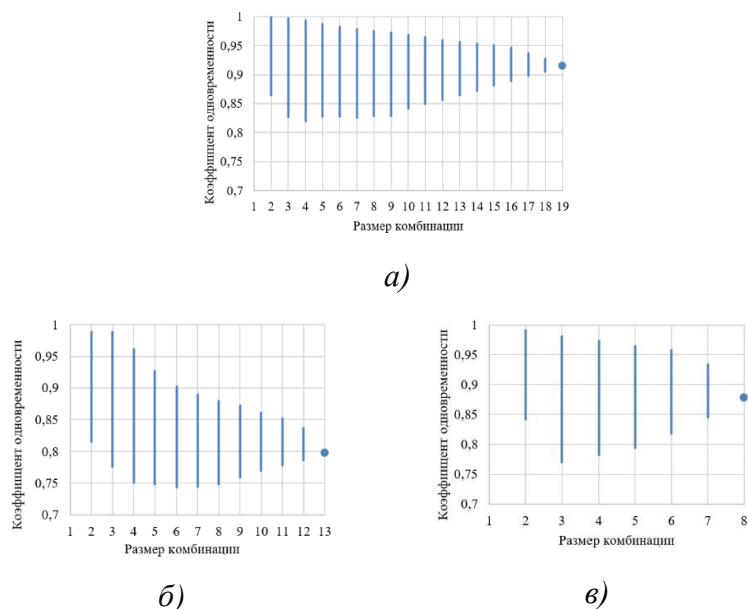 Коэффициент одновременности
1
0,95
0,9
0,85
0,8
0,75
0,7
1 2 3 4 5 6 7 8 9 10 11 12 13 14 15 16 17 18 19
Размер комбинации
а)
Коэффициент одновременности
1
0,95
0,9
0,85
0,8
0,75
0,7
1 2 3 4 5 6 7 8 9 10 11 12 13
Размер комбинации
б)
Коэффициент одновременности
1
0,95
0,9
0,85
0,8
0,75
0,7
1 2 3 4 5 6 7 8
Размер комбинации
в)